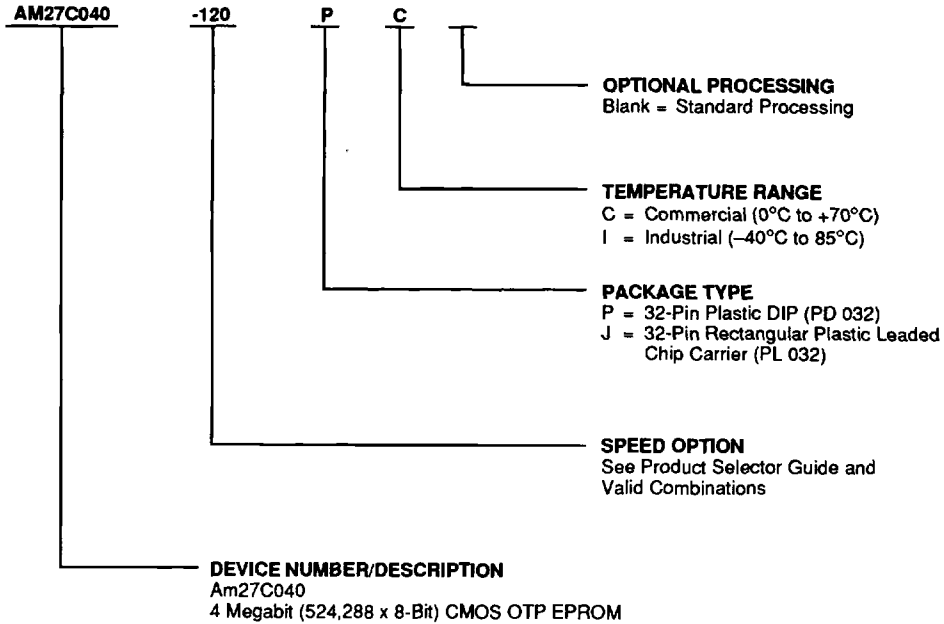 AM27C040 -120 P C
OPTIONAL PROCESSING
Blank = Standard Processing
TEMPERATURE RANGE
C = Commercial (0°C to +70°C)
I = Industrial (–40°C to 85°C)
PACKAGE TYPE
P = 32-Pin Plastic DIP (PD 032)
J = 32-Pin Rectangular Plastic Leaded
Chip Carrier (PL 032)
SPEED OPTION
See Product Selector Guide and
Valid Combinations
DEVICE NUMBER/DESCRIPTION
Am27C040
4 Megabit (524,288 x 8-Bit) CMOS OTP EPROM